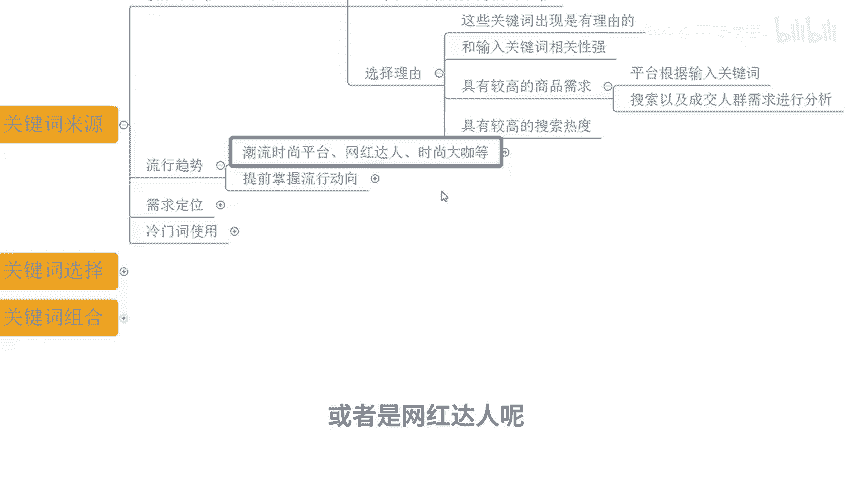 这些关键词出现是有理由的
bilibili
和输入关键词相关性强
选择理由
具有较高的商品需求
平台根据输入关键词
搜索以及成交人群需求进行分析
具有较高的搜索热度
关键词来源
流行趋势
潮流时尚平台、网红达人、时尚大咖等
提前掌握流行动向
需求定位
冷门词使用
关键词选择
关键词组合
或者是网红达人呢